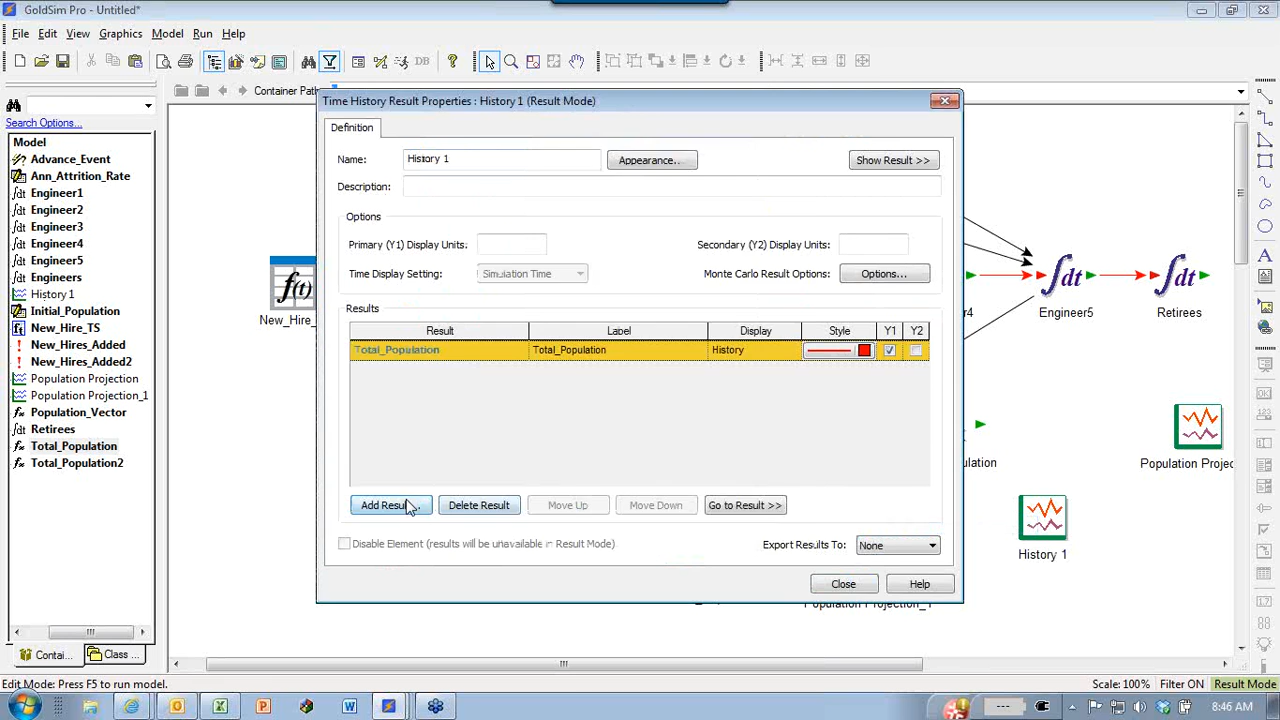 GoldSim Pro - Untitled*
File Edit View Graphics Model Run Help
DB
Container Path
Search Options...
Model
Advance_Event
Ann_Attrition_Rate
Engineer1
Engineer2
Engineer3
Engineer4
Engineer5
Engineers
History 1
Initial_Population
New_Hire_TS
New_Hires_Added
New_Hires_Added2
Population Projection
Population Projection_1
Population_Vector
Retirees
Total_Population
Total_Population2
Contai...
Class ...
New_Hire_
Time History Result Properties : History 1 (Result Mode)
Definition
Name: History 1 Appearance... Show Result >>
Description:
Options
Primary (Y1) Display Units: Secondary (Y2) Display Units:
Time Display Setting: Simulation Time Monte Carlo Result Options: Options...
Results
Result Label Display Style Y1 Y2
Total_Population Total_Population History
Add Result... Delete Result Move Up Move Down Go to Result >>
Disable Element (results will be unavailable in Result Mode) Export Results To: None
Close Help
Engineer5
Retirees
Population Projec
History 1
Population Projection_1
Edit Mode: Press F5 to run model. Scale: 100% Filter ON Result Mode
8:46 AM